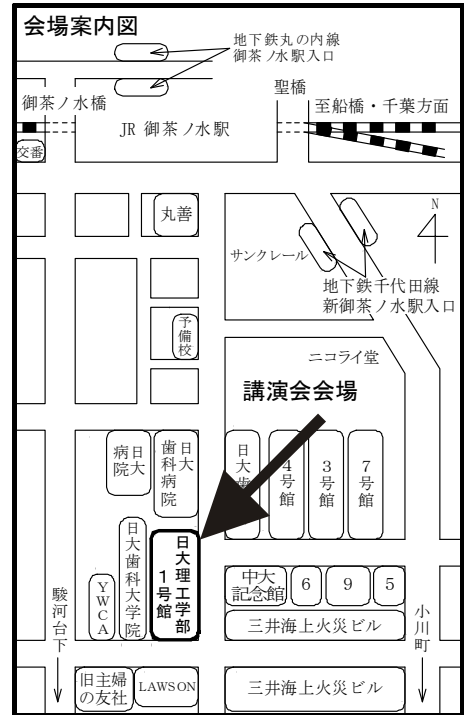 会場案内図
地下鉄丸の内線
御茶ノ水駅入口
御茶ノ水橋
聖橋
JR 御茶ノ水駅
至船橋・千葉方面
交番
丸善
N
サンクレール
地下鉄千代田線
新御茶ノ水駅入口
予備校
ニコライ堂
講演会会場
日大病院
日大歯科病院
日大歯
4号館
3号館
7号館
日大歯科大学院
日大理工学部
1号館
YWCA
中大
記念館
6
9
5
三井海上火災ビル
駿河台下
小川町
旧主婦
の友社
LAWSON
三井海上火災ビル